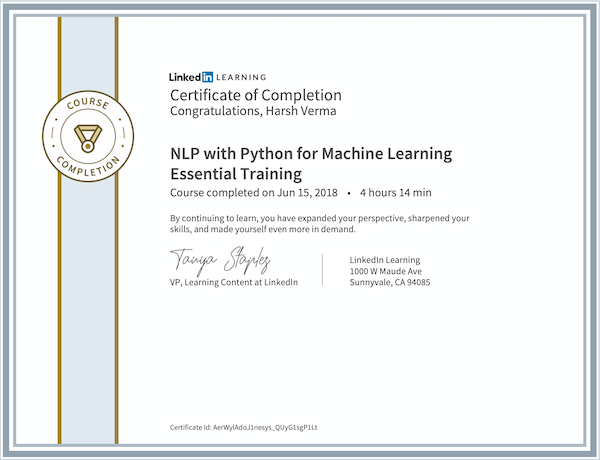 LinkedIn LEARNING
Certificate of Completion
Congratulations, Harsh Verma
COURSE
COMPLETION
NLP with Python for Machine Learning
Essential Training
Course completed on Jun 15, 2018 • 4 hours 14 min
By continuing to learn, you have expanded your perspective, sharpened your
skills, and made yourself even more in demand.
Tanya Staples
VP, Learning Content at LinkedIn
LinkedIn Learning
1000 W Maude Ave
Sunnyvale, CA 94085
Certificate Id: AerWylAdoJ1nesys_QUyG1sgP1Lt